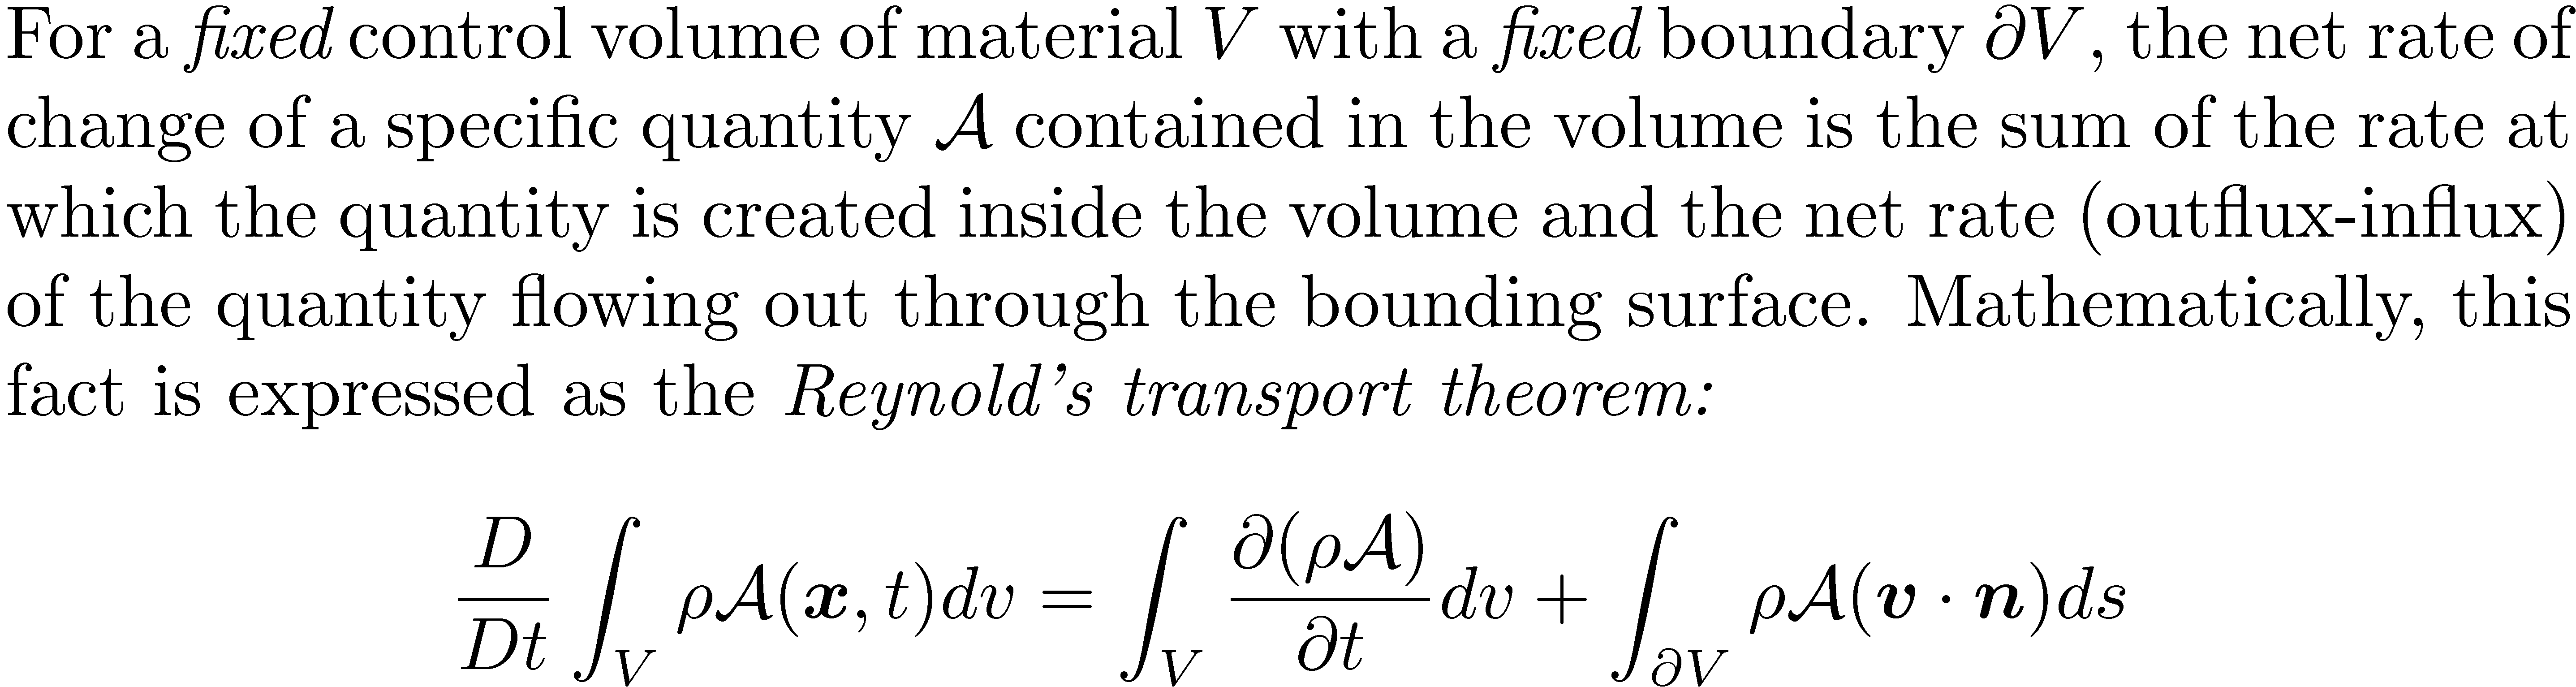 For a fixed control volume of material V with a fixed boundary ∂V, the net rate of
change of a specific quantity 𝒜 contained in the volume is the sum of the rate at
which the quantity is created inside the volume and the net rate (outflux-influx)
of the quantity flowing out through the bounding surface. Mathematically, this
fact is expressed as the Reynold's transport theorem:
D/Dt ∫_V ρ𝒜(𝒙, t)dv = ∫_V ∂(ρ𝒜)/∂t dv + ∫_∂V ρ𝒜(𝒗 · 𝒏)ds